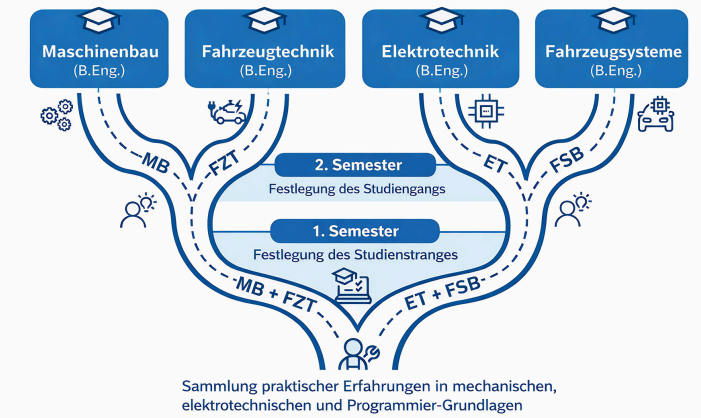 Maschinenbau
(B.Eng.)
Fahrzeugtechnik
(B.Eng.)
Elektrotechnik
(B.Eng.)
Fahrzeugsysteme
(B.Eng.)
MB
FZT
ET
FSB
2. Semester
Festlegung des Studiengangs
1. Semester
Festlegung des Studienstranges
MB + FZT
ET + FSB
Sammlung praktischer Erfahrungen in mechanischen,
elektrotechnischen und Programmier-Grundlagen